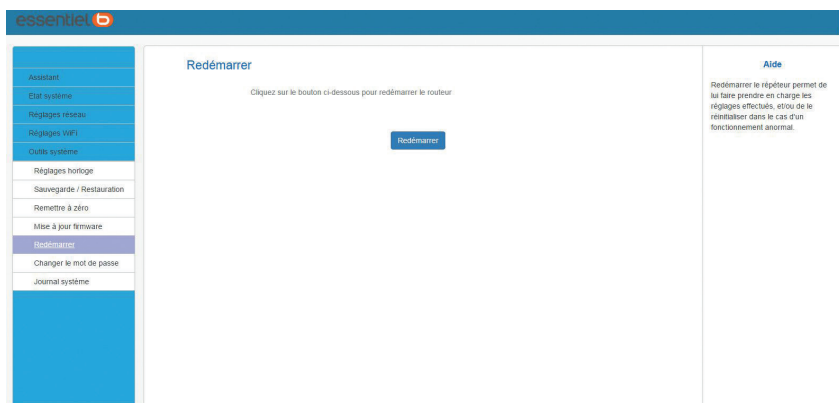 essentiel b
Assistant
Etat système
Réglages réseau
Réglages WiFi
Outils système
Réglages horloge
Sauvegarde / Restauration
Remettre à zéro
Mise à jour firmware
Redémarrer
Changer le mot de passe
Journal système
Redémarrer
Cliquez sur le bouton ci-dessous pour redémarrer le routeur
Redémarrer
Aide
Redémarrer le répéteur permet de
lui faire prendre en charge les
réglages effectués, et/ou de le
réinitialiser dans le cas d'un
fonctionnement anormal.